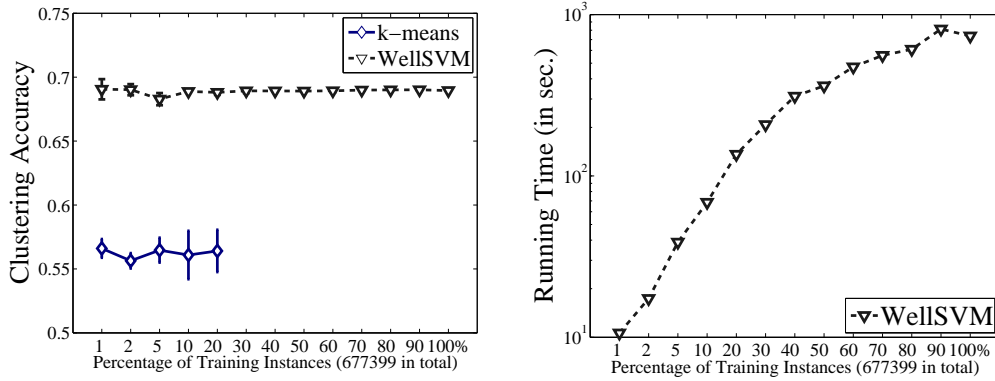 0.75
0.7
0.65
0.6
0.55
0.5
Clustering Accuracy
k-means
WellSVM
1 2 5 10 20 30 40 50 60 70 80 90 100%
Percentage of Training Instances (677399 in total)
10^3
10^2
10^1
Running Time (in sec.)
WellSVM
1 2 5 10 20 30 40 50 60 70 80 90 100%
Percentage of Training Instances (677399 in total)